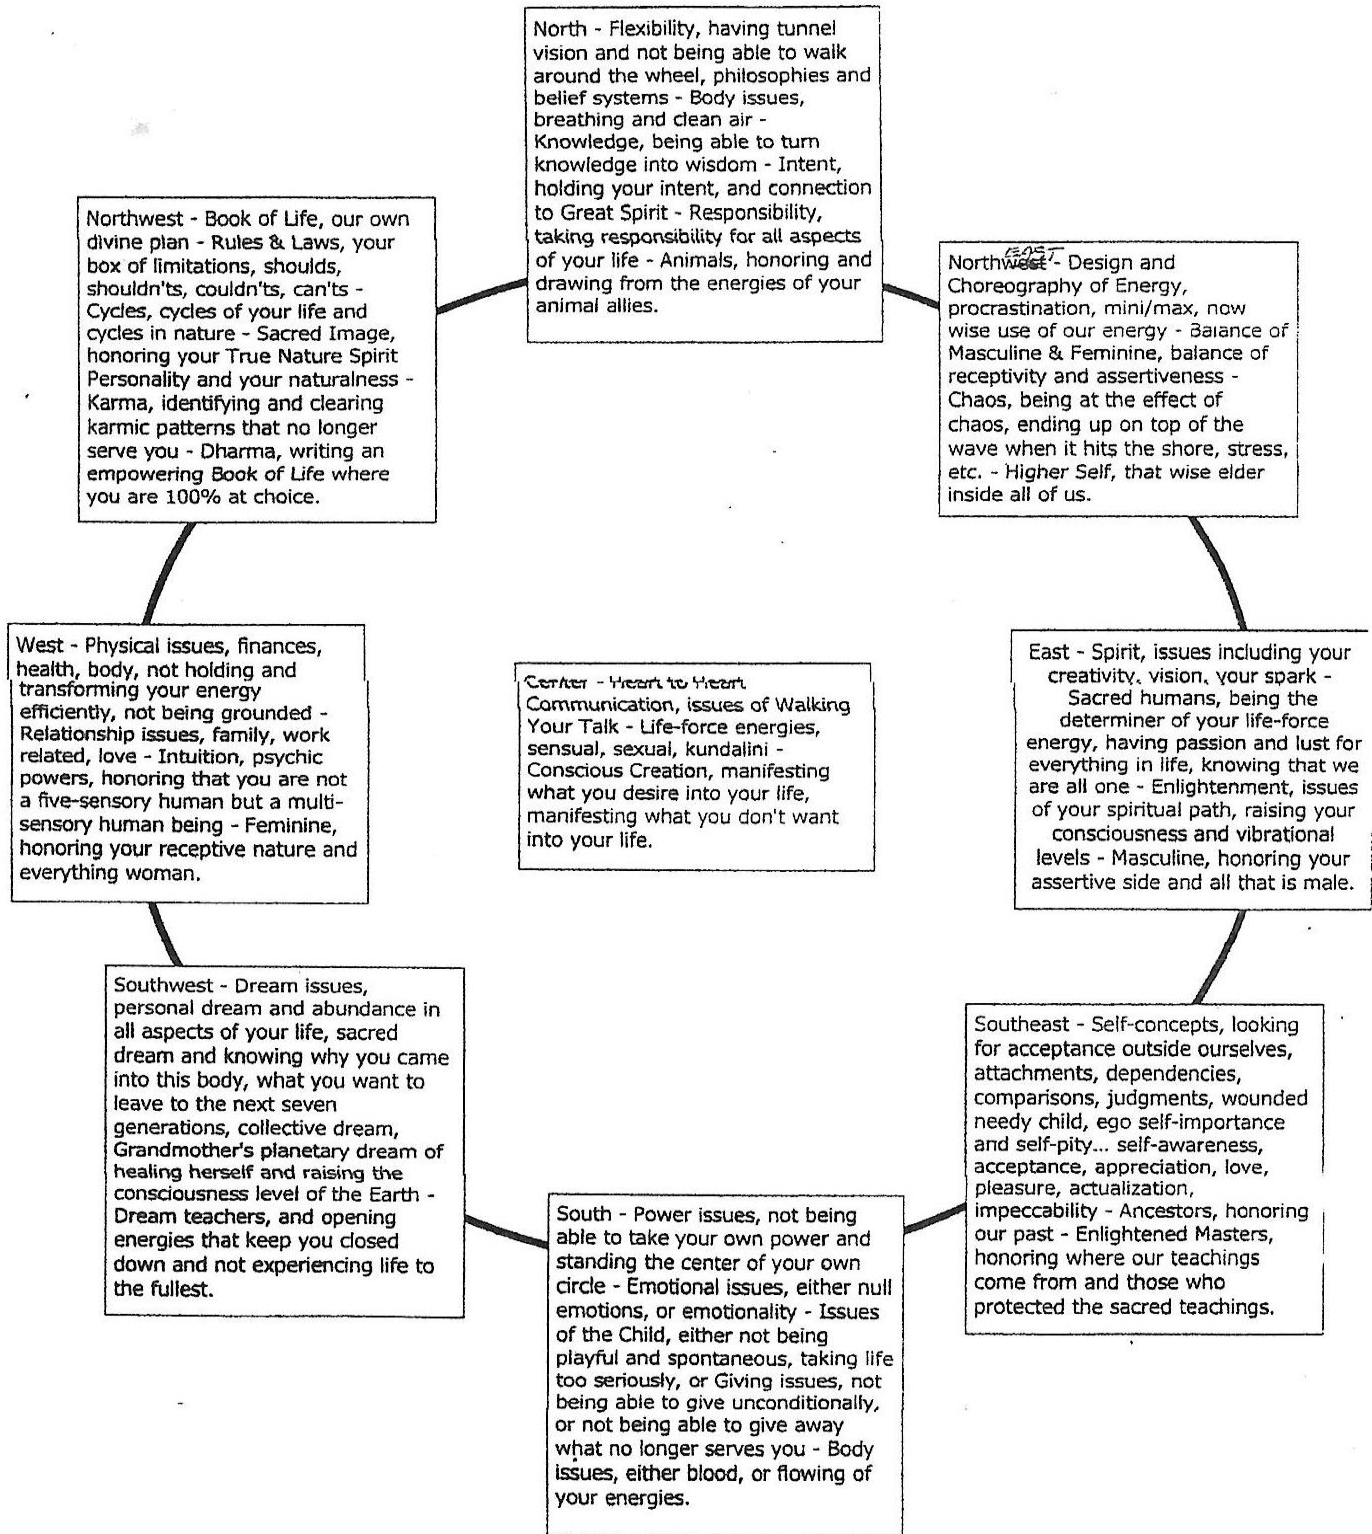 North - Flexibility, having tunnel
vision and not being able to walk
around the wheel, philosophies and
belief systems - Body issues,
breathing and clean air -
Knowledge, being able to turn
knowledge into wisdom - Intent,
holding your intent, and connection
to Great Spirit - Responsibility,
taking responsibility for all aspects
of your life - Animals, honoring and
drawing from the energies of your
animal allies.
Northwest - Book of Life, our own
divine plan - Rules & Laws, your
box of limitations, shoulds,
shouldn'ts, couldn'ts, can'ts -
Cycles, cycles of your life and
cycles in nature - Sacred Image,
honoring your True Nature Spirit
Personality and your naturalness -
Karma, identifying and clearing
karmic patterns that no longer
serve you - Dharma, writing an
empowering Book of Life where
you are 100% at choice.
EAST
Northwest - Design and
Choreography of Energy,
procrastination, mini/max, now
wise use of our energy - Balance of
Masculine & Feminine, balance of
receptivity and assertiveness -
Chaos, being at the effect of
chaos, ending up on top of the
wave when it hits the shore, stress,
etc. - Higher Self, that wise elder
inside all of us.
West - Physical issues, finances,
health, body, not holding and
transforming your energy
efficiently, not being grounded -
Relationship issues, family, work
related, love - Intuition, psychic
powers, honoring that you are not
a five-sensory human but a multi-
sensory human being - Feminine,
honoring your receptive nature and
everything woman.
Center - Heart to Heart
Communication, issues of Walking
Your Talk - Life-force energies,
sensual, sexual, kundalini -
Conscious Creation, manifesting
what you desire into your life,
manifesting what you don't want
into your life.
East - Spirit, issues including your
creativity, vision, your spark -
Sacred humans, being the
determiner of your life-force
energy, having passion and lust for
everything in life, knowing that we
are all one - Enlightenment, issues
of your spiritual path, raising your
consciousness and vibrational
levels - Masculine, honoring your
assertive side and all that is male.
Southwest - Dream issues,
personal dream and abundance in
all aspects of your life, sacred
dream and knowing why you came
into this body, what you want to
leave to the next seven
generations, collective dream,
Grandmother's planetary dream of
healing herself and raising the
consciousness level of the Earth -
Dream teachers, and opening
energies that keep you closed
down and not experiencing life to
the fullest.
Southeast - Self-concepts, looking
for acceptance outside ourselves,
attachments, dependencies,
comparisons, judgments, wounded
needy child, ego self-importance
and self-pity... self-awareness,
acceptance, appreciation, love,
pleasure, actualization,
impeccability - Ancestors, honoring
our past - Enlightened Masters,
honoring where our teachings
come from and those who
protected the sacred teachings.
South - Power issues, not being
able to take your own power and
standing the center of your own
circle - Emotional issues, either null
emotions, or emotionality - Issues
of the Child, either not being
playful and spontaneous, taking life
too seriously, or Giving issues, not
being able to give unconditionally,
or not being able to give away
what no longer serves you - Body
issues, either blood, or flowing of
your energies.